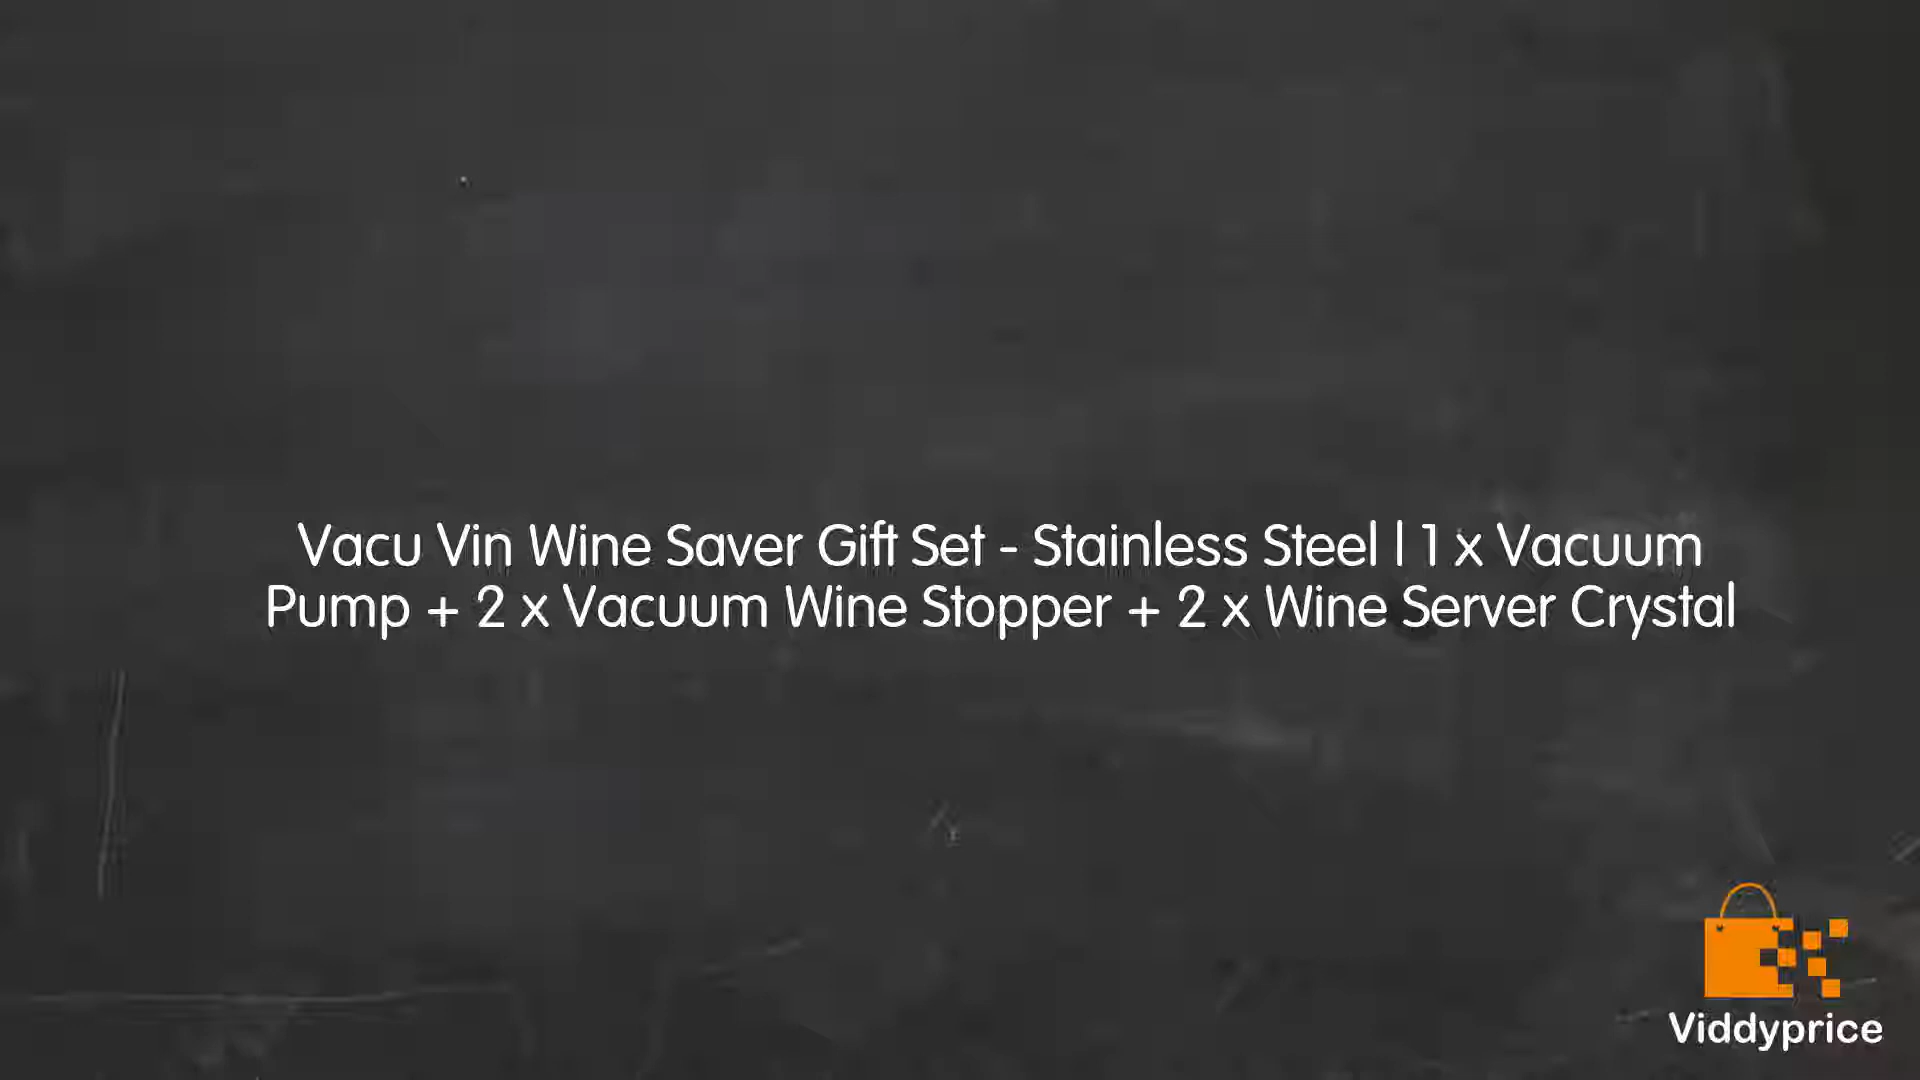 Vacu Vin Wine Saver Gift Set - Stainless Steel | 1 x Vacuum
Pump + 2 x Vacuum Wine Stopper + 2 x Wine Server Crystal
Viddyprice